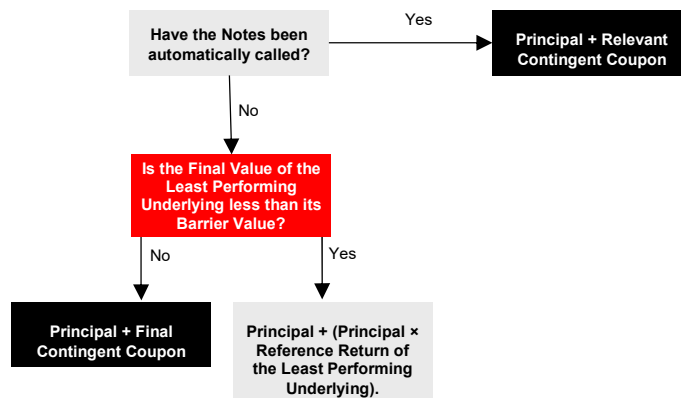 Have the Notes been
automatically called?
Yes
Principal + Relevant
Contingent Coupon
No
Is the Final Value of the
Least Performing
Underlying less than its
Barrier Value?
No
Yes
Principal + Final
Contingent Coupon
Principal + (Principal ×
Reference Return of
the Least Performing
Underlying).